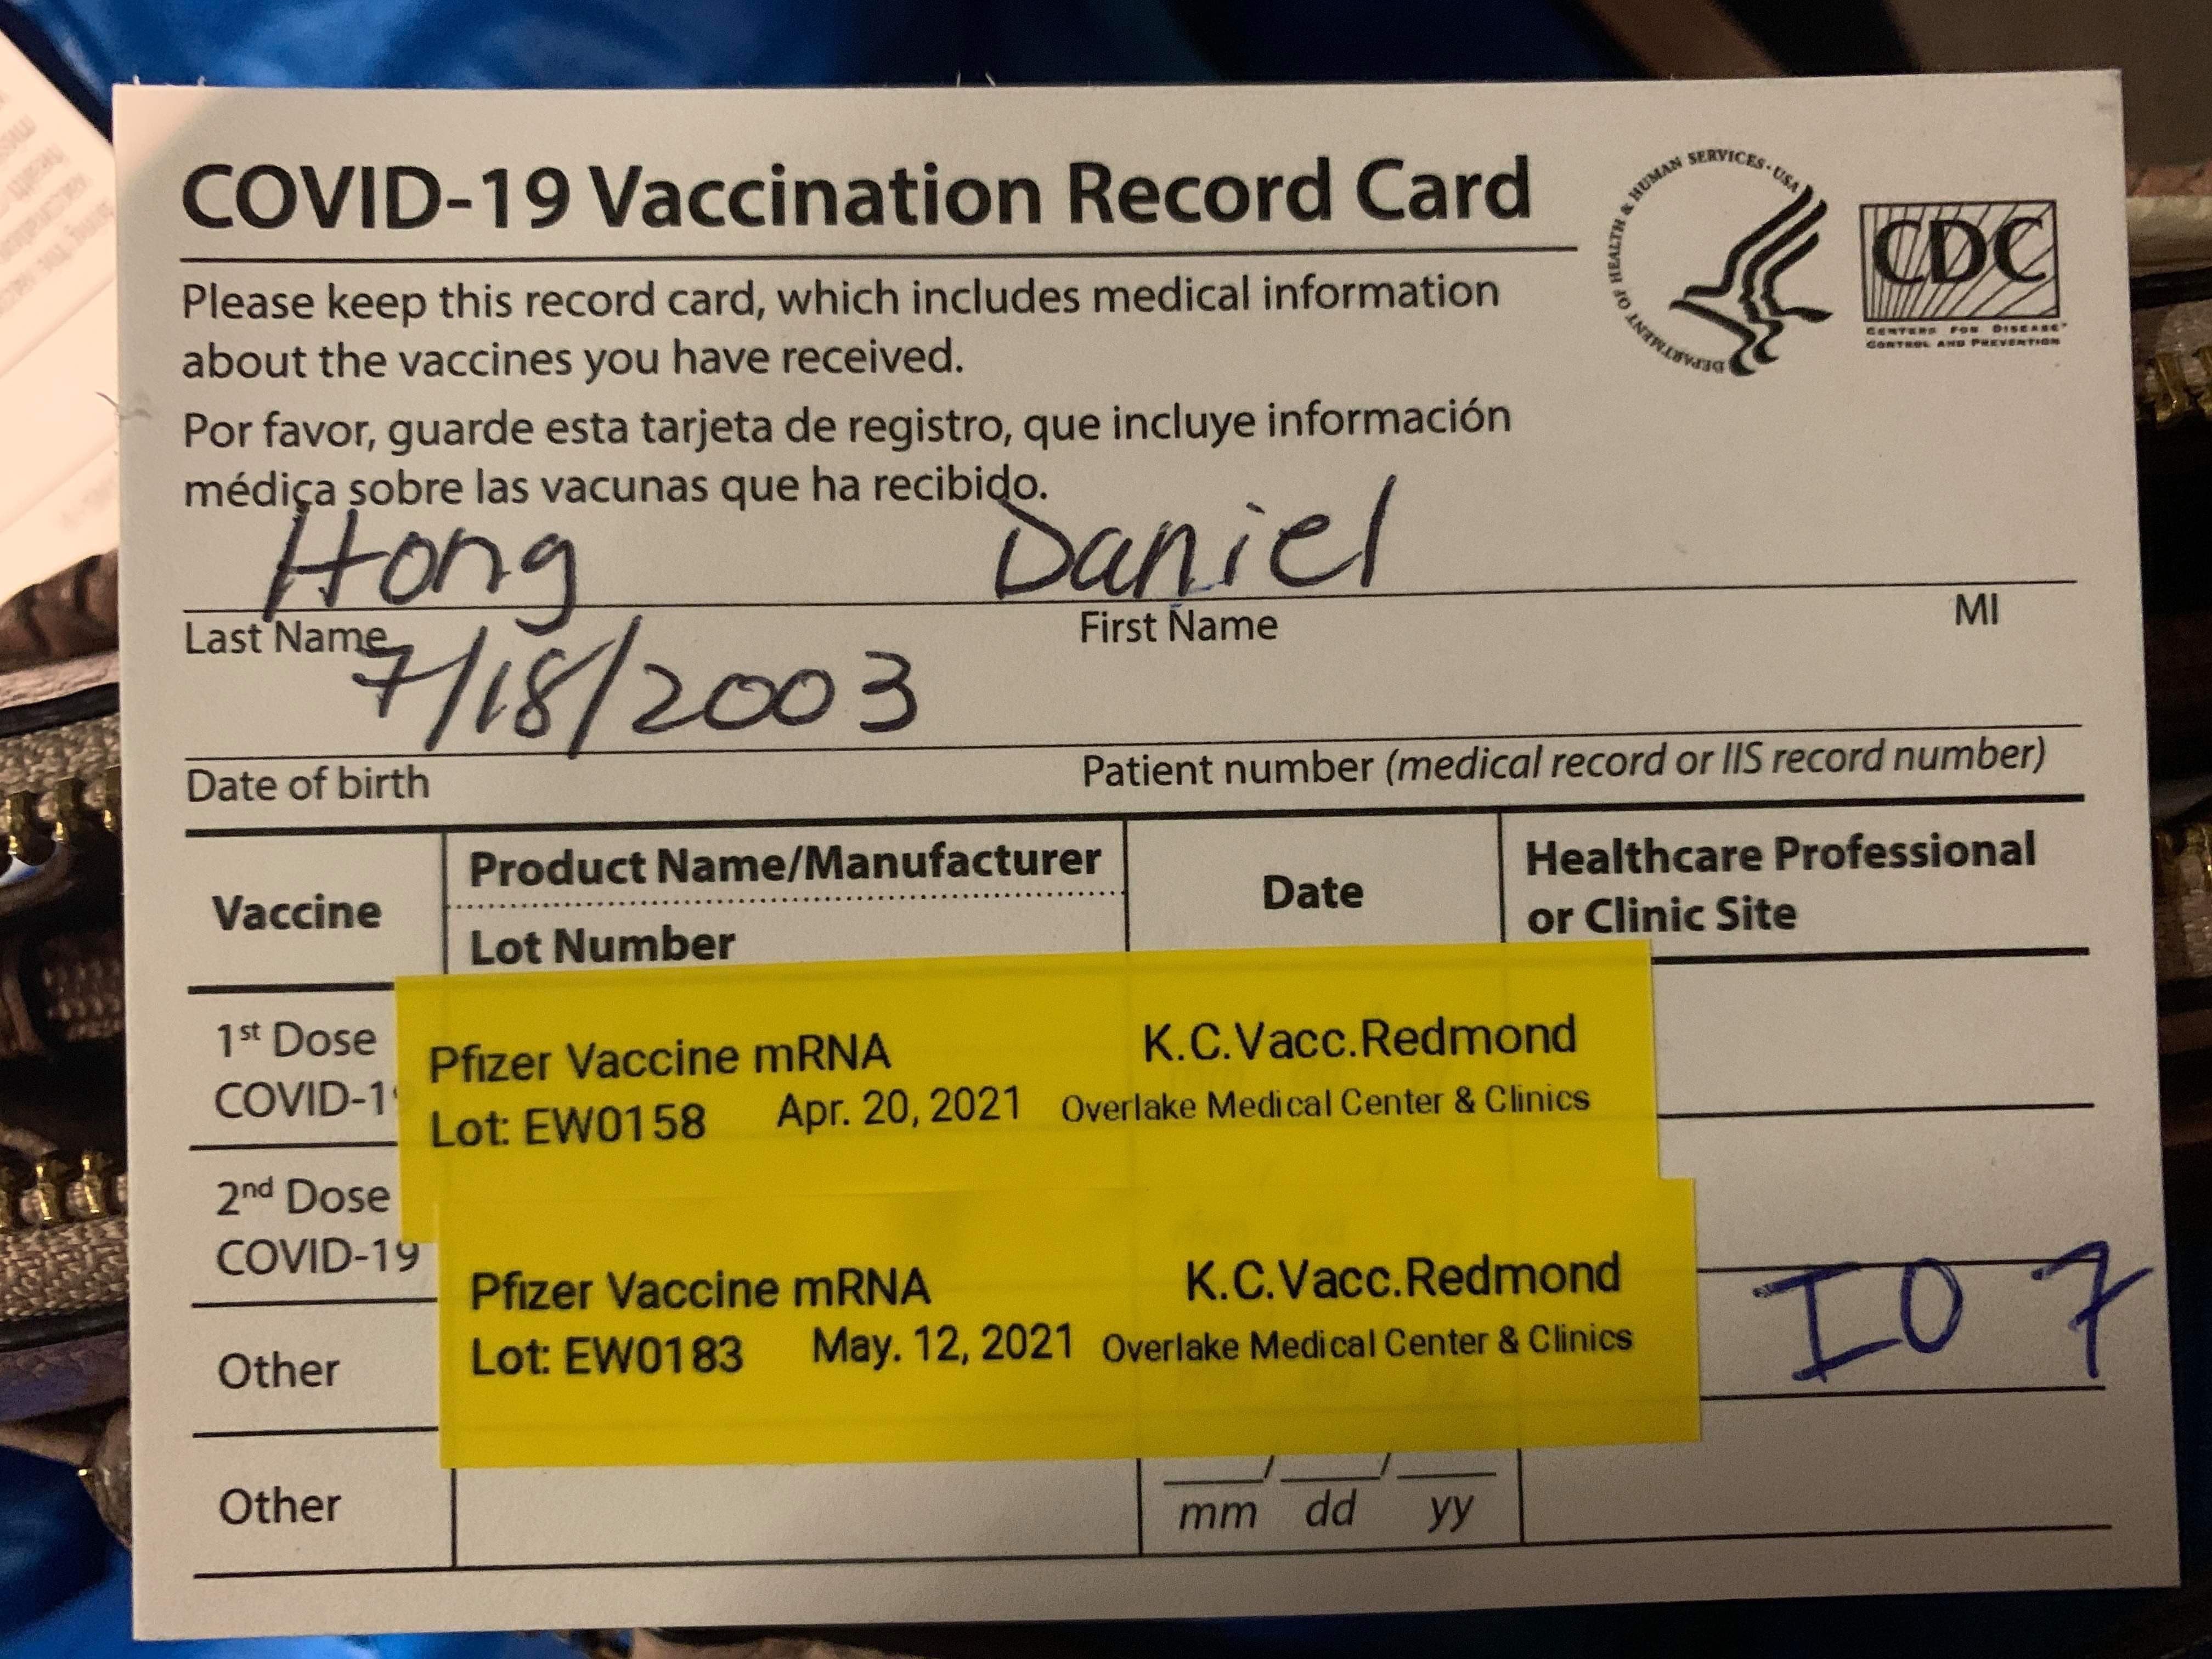 COVID-19 Vaccination Record Card
DEPARTMENT OF HEALTH & HUMAN SERVICES · USA
CDC
CENTERS FOR DISEASE
CONTROL AND PREVENTION
Please keep this record card, which includes medical information
about the vaccines you have received.
Por favor, guarde esta tarjeta de registro, que incluye información
médica sobre las vacunas que ha recibido.
Hong Daniel
Last Name First Name MI
7/18/2003
Date of birth Patient number (medical record or IIS record number)
Vaccine
Product Name/Manufacturer
Lot Number
Date
Healthcare Professional
or Clinic Site
1st Dose
COVID-19
Pfizer Vaccine mRNA K.C.Vacc.Redmond
Lot: EW0158 Apr. 20, 2021 Overlake Medical Center & Clinics
2nd Dose
COVID-19
Pfizer Vaccine mRNA K.C.Vacc.Redmond
Lot: EW0183 May. 12, 2021 Overlake Medical Center & Clinics
IO 7
Other
Other
__/__/__
mm dd yy